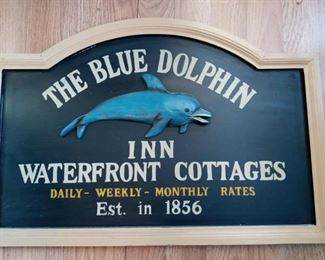 THE BLUE DOLPHIN
INN
WATERFRONT COTTAGES
DAILY - WEEKLY - MONTHLY RATES
Est. in 1856